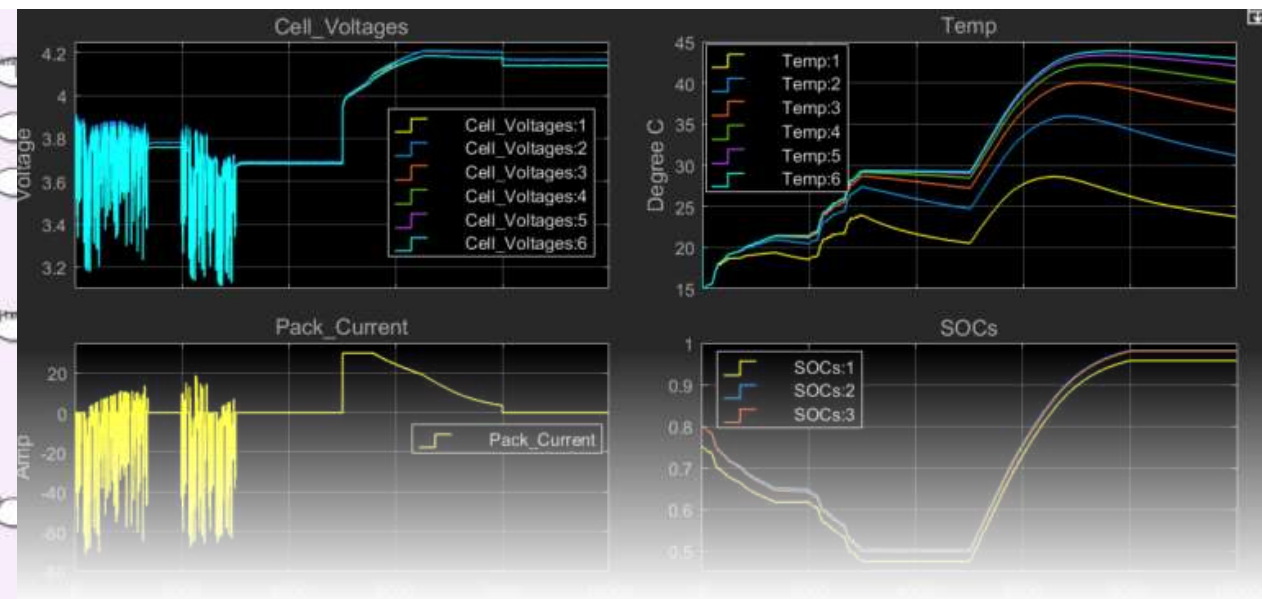 Cell_Voltages
4.2
4
3.8
3.6
3.4
3.2
Voltage
Cell_Voltages:1
Cell_Voltages:2
Cell_Voltages:3
Cell_Voltages:4
Cell_Voltages:5
Cell_Voltages:6
Temp
45
40
35
30
25
20
15
Degree C
Temp:1
Temp:2
Temp:3
Temp:4
Temp:5
Temp:6
Pack_Current
20
0
-20
-40
-60
Amp
Pack_Current
SOCs
1
0.9
0.8
0.7
0.6
0.5
SOCs:1
SOCs:2
SOCs:3